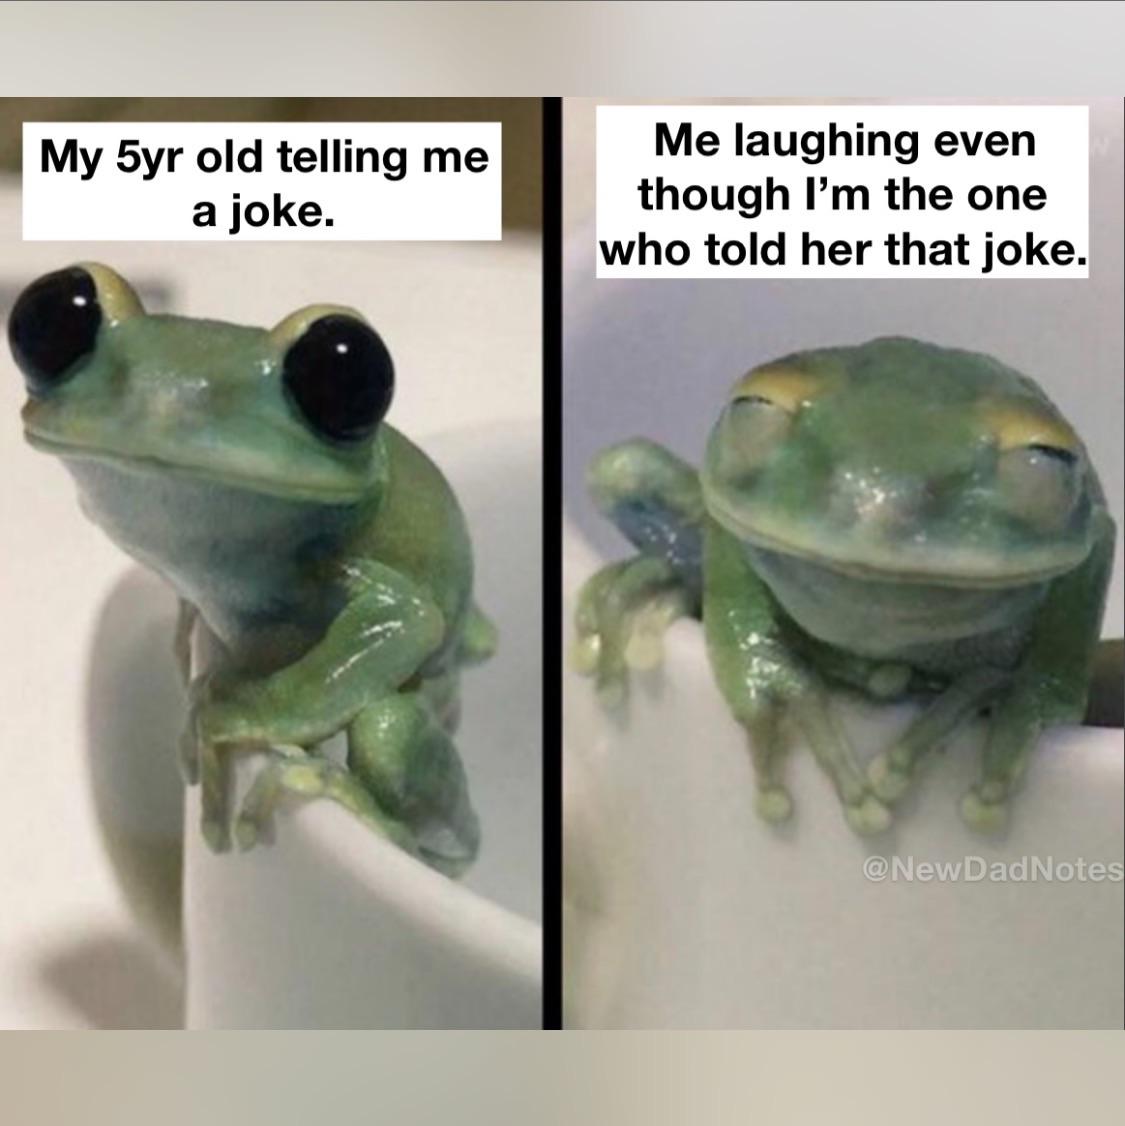 My 5yr old telling me
a joke.
Me laughing even
though I’m the one
who told her that joke.
@NewDadNotes